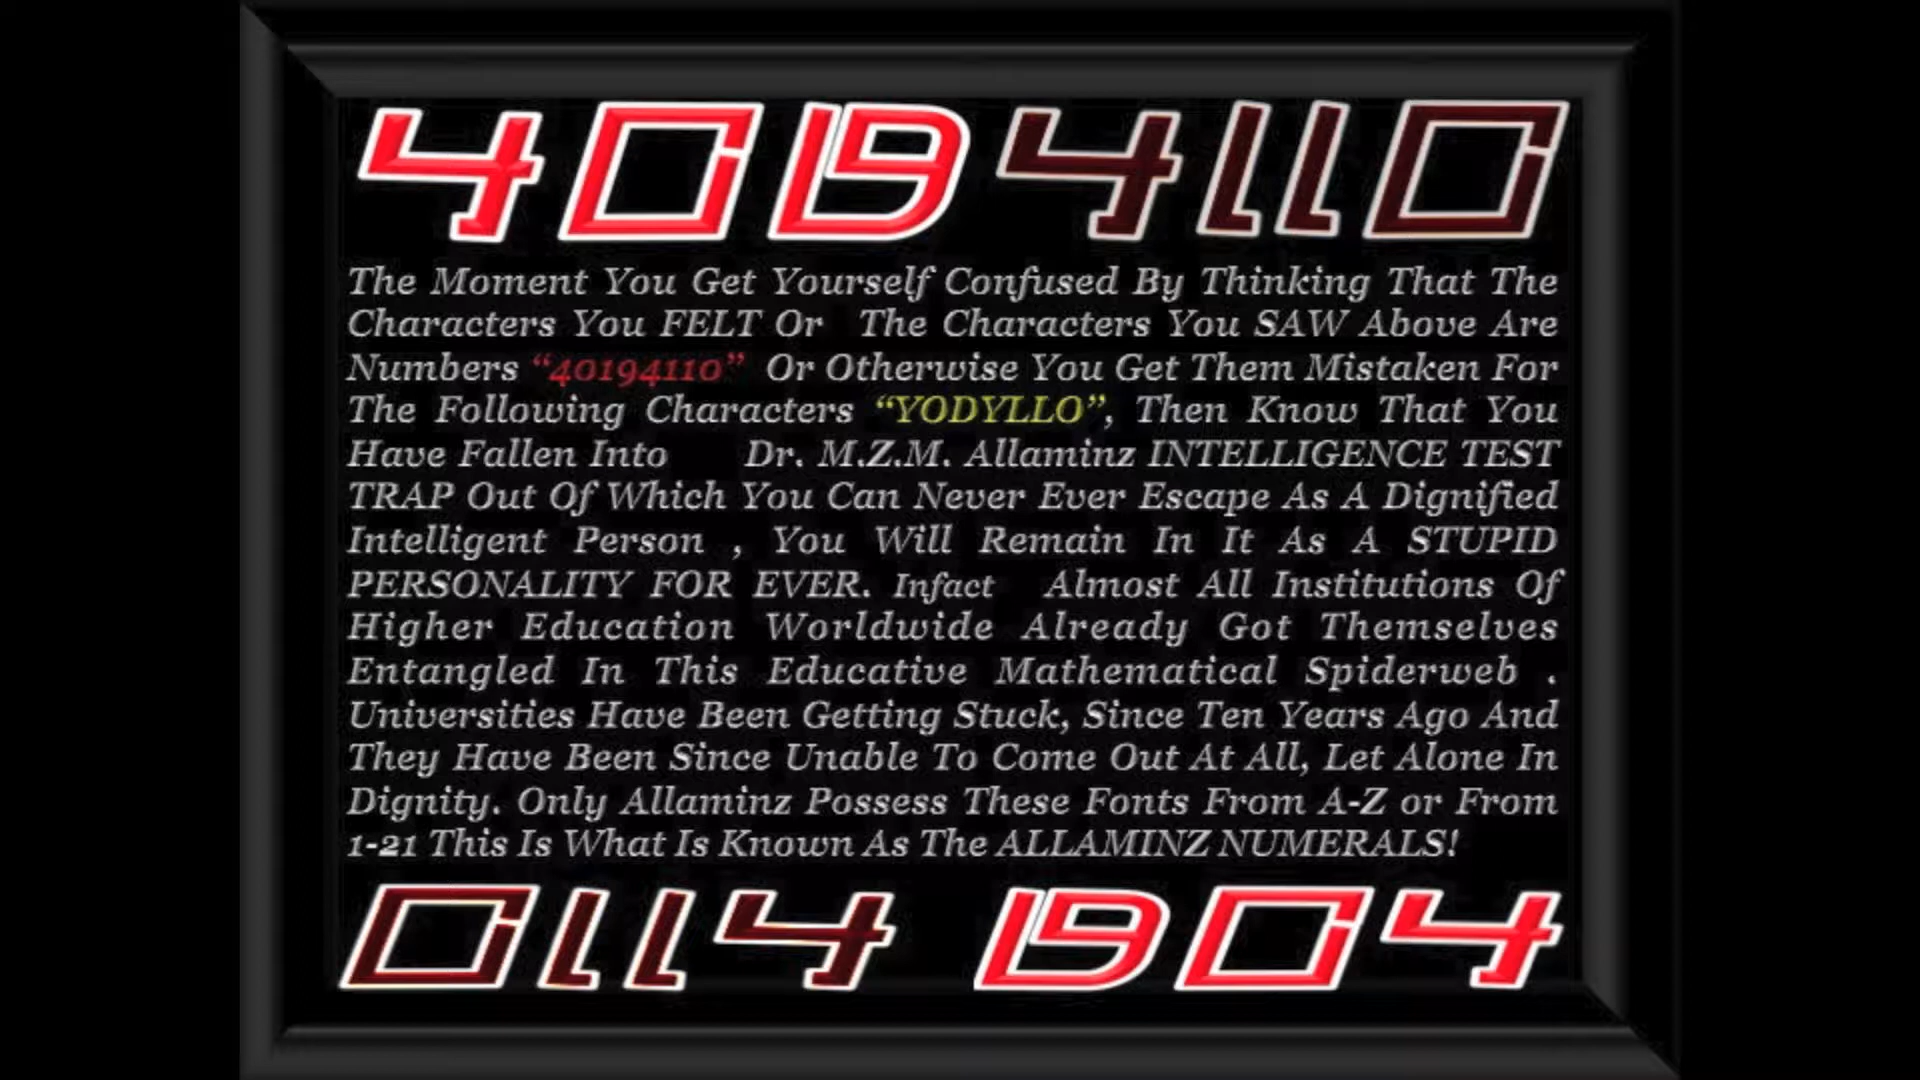 The Moment You Get Yourself Confused By Thinking That The
Characters You FELT Or The Characters You SAW Above Are
Numbers “40194110” Or Otherwise You Get Them Mistaken For
The Following Characters “YODYLLO”, Then Know That You
Have Fallen Into Dr. M.Z.M. Allaminz INTELLIGENCE TEST
TRAP Out Of Which You Can Never Ever Escape As A Dignified
Intelligent Person , You Will Remain In It As A STUPID
PERSONALITY FOR EVER. Infact Almost All Institutions Of
Higher Education Worldwide Already Got Themselves
Entangled In This Educative Mathematical Spiderweb .
Universities Have Been Getting Stuck, Since Ten Years Ago And
They Have Been Since Unable To Come Out At All, Let Alone In
Dignity. Only Allaminz Possess These Fonts From A-Z or From
1-21 This Is What Is Known As The ALLAMINZ NUMERALS!